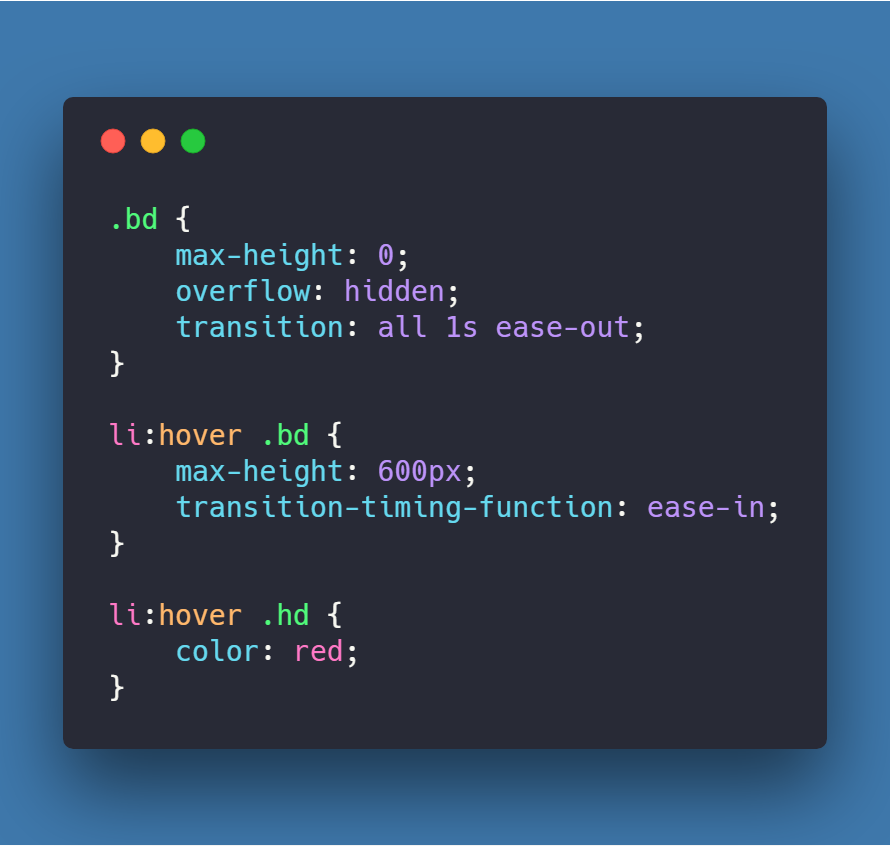 .bd {
    max-height: 0;
    overflow: hidden;
    transition: all 1s ease-out;
}

li:hover .bd {
    max-height: 600px;
    transition-timing-function: ease-in;
}

li:hover .hd {
    color: red;
}